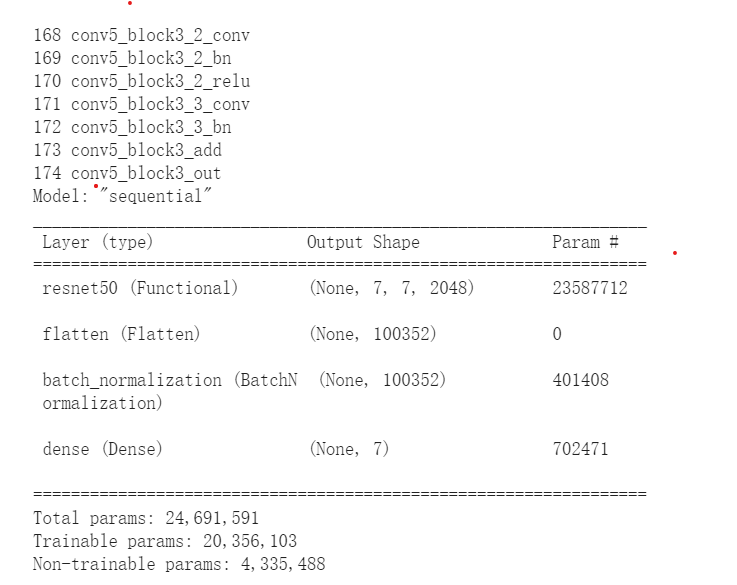 168 conv5_block3_2_conv
169 conv5_block3_2_bn
170 conv5_block3_2_relu
171 conv5_block3_3_conv
172 conv5_block3_3_bn
173 conv5_block3_add
174 conv5_block3_out
Model: "sequential"
_________________________________________________________________
Layer (type) Output Shape Param #
=================================================================
resnet50 (Functional) (None, 7, 7, 2048) 23587712
flatten (Flatten) (None, 100352) 0
batch_normalization (BatchN (None, 100352) 401408
ormalization)
dense (Dense) (None, 7) 702471
=================================================================
Total params: 24,691,591
Trainable params: 20,356,103
Non-trainable params: 4,335,488